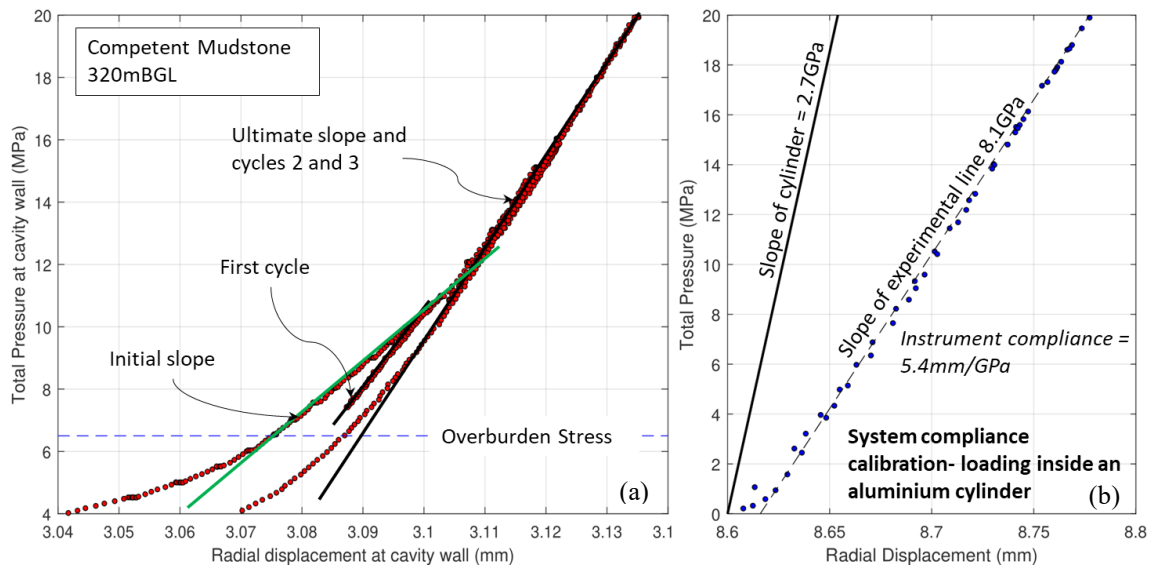 Competent Mudstone
320mBGL
Ultimate slope and
cycles 2 and 3
First cycle
Initial slope
Overburden Stress
(a)
20
18
16
14
12
10
8
6
4
Total Pressure at cavity wall (MPa)
3.04
3.05
3.06
3.07
3.08
3.09
3.1
3.11
3.12
3.13
3.1
Radial displacement at cavity wall (mm)
Slope of cylinder = 2.7GPa
Slope of experimental line 8.1GPa
Instrument compliance =
5.4mm/GPa
System compliance
calibration- loading inside an
aluminium cylinder
(b)
20
18
16
14
12
10
8
6
4
2
0
Total Pressure (MPa)
8.6
8.65
8.7
8.75
8.8
Radial Displacement (mm)